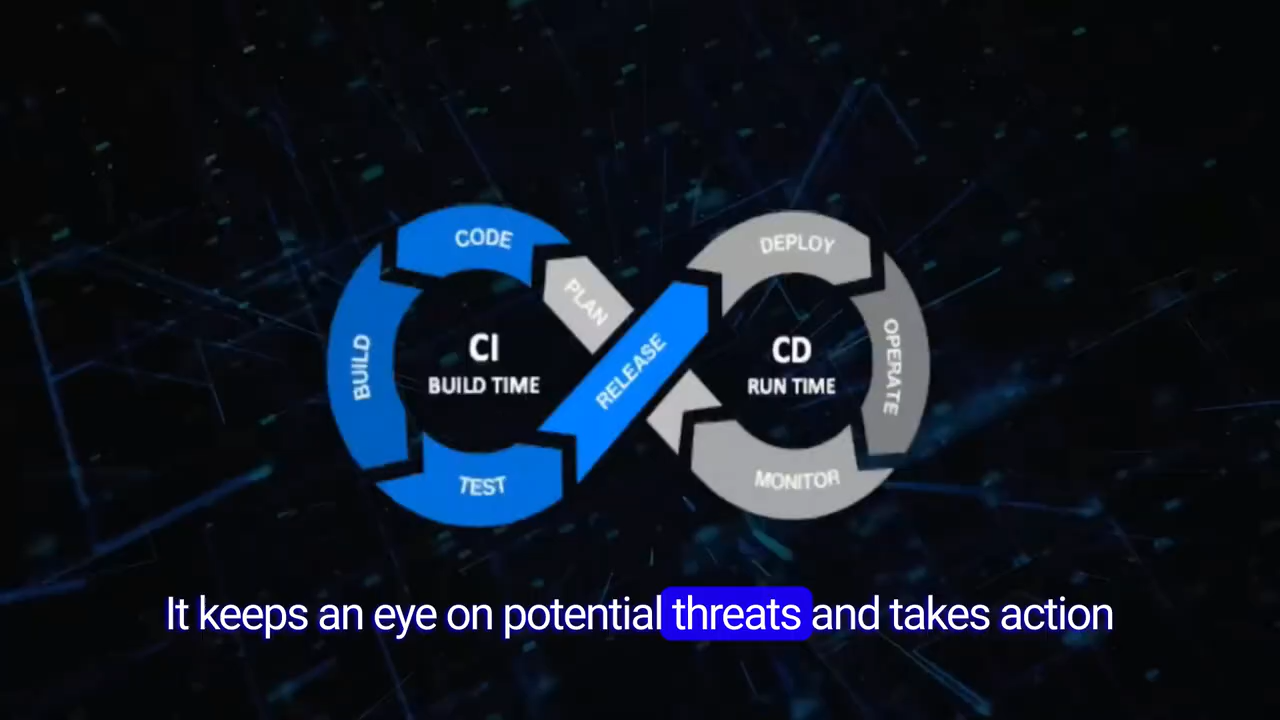 CODE
PLAN
BUILD
CI
BUILD TIME
TEST
RELEASE
DEPLOY
OPERATE
CD
RUN TIME
MONITOR
It keeps an eye on potential threats and takes action